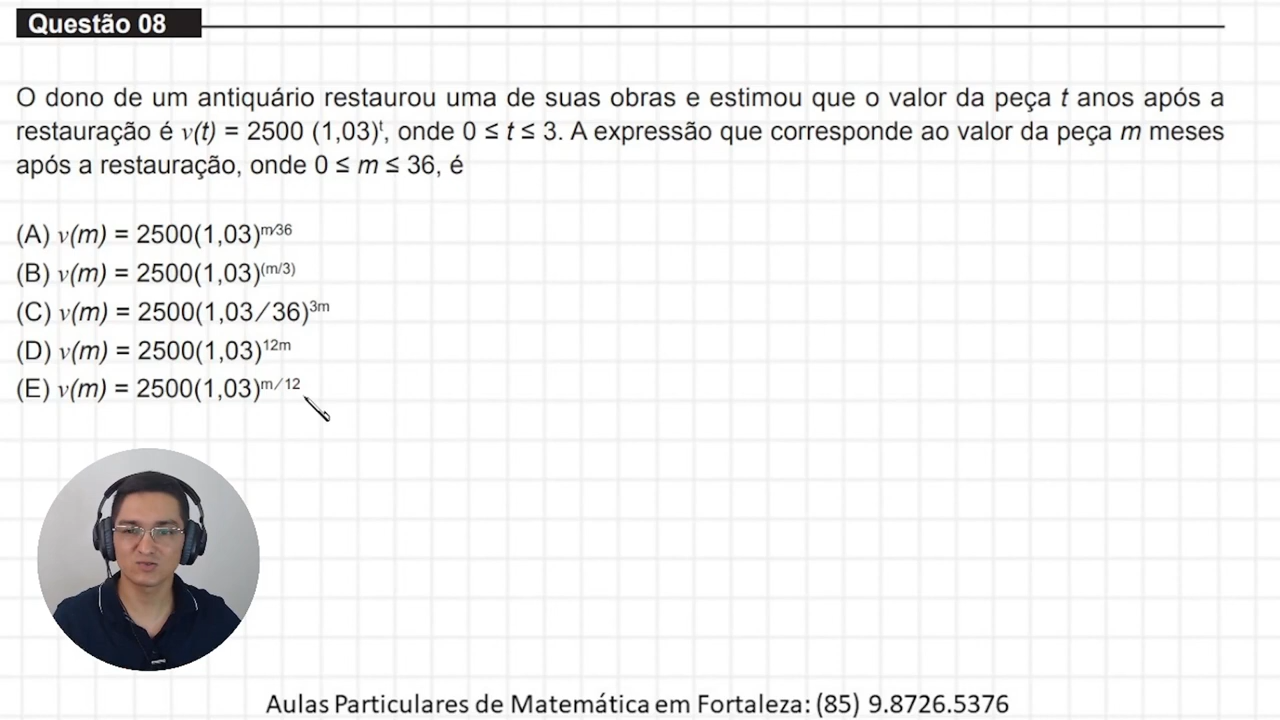 Questão 08
O dono de um antiquário restaurou uma de suas obras e estimou que o valor da peça t anos após a
restauração é v(t) = 2500 (1,03)ᵗ, onde 0 ≤ t ≤ 3. A expressão que corresponde ao valor da peça m meses
após a restauração, onde 0 ≤ m ≤ 36, é
(A) v(m) = 2500(1,03)^m/36
(B) v(m) = 2500(1,03)^(m/3)
(C) v(m) = 2500(1,03/36)^3m
(D) v(m) = 2500(1,03)^12m
(E) v(m) = 2500(1,03)^m/12
Aulas Particulares de Matemática em Fortaleza: (85) 9.8726.5376